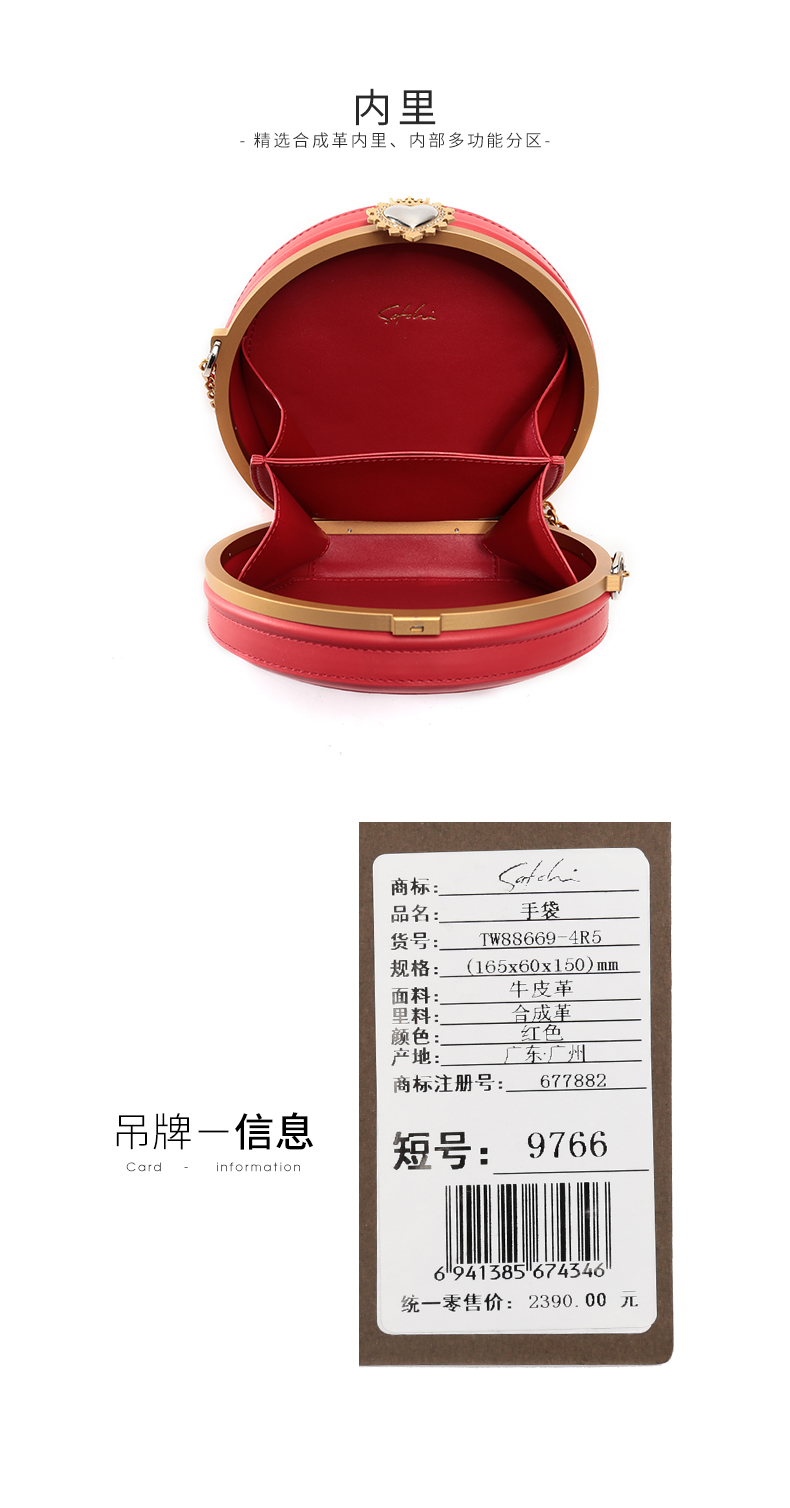 内里
- 精选合成革内里、内部多功能分区-
Satchi
商标: Satchi
品名: 手袋
货号: TW88669-4R5
规格: (165x60x150)mm
面料: 牛皮革
里料: 合成革
颜色: 红色
产地: 广东·广州
商标注册号: 677882
吊牌—信息
Card - information
短号: 9766
6 941385 674346
统一零售价: 2390.00 元